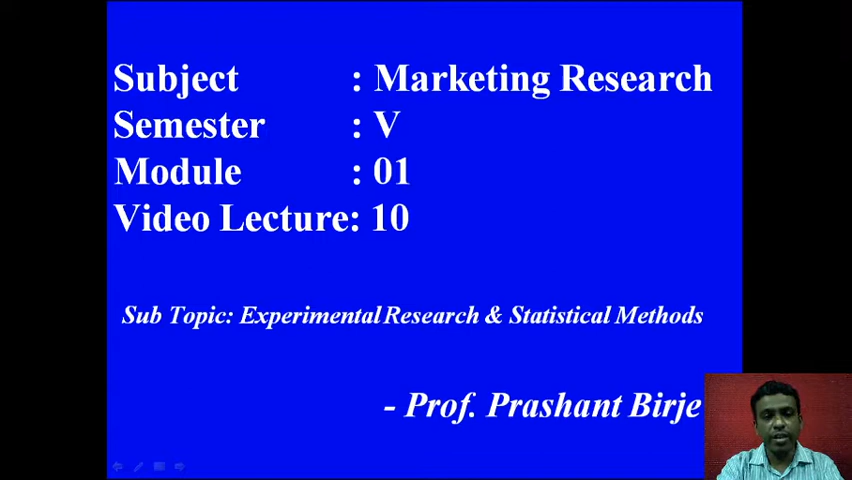 Subject : Marketing Research
Semester : V
Module : 01
Video Lecture: 10
Sub Topic: Experimental Research & Statistical Methods
- Prof. Prashant Birje